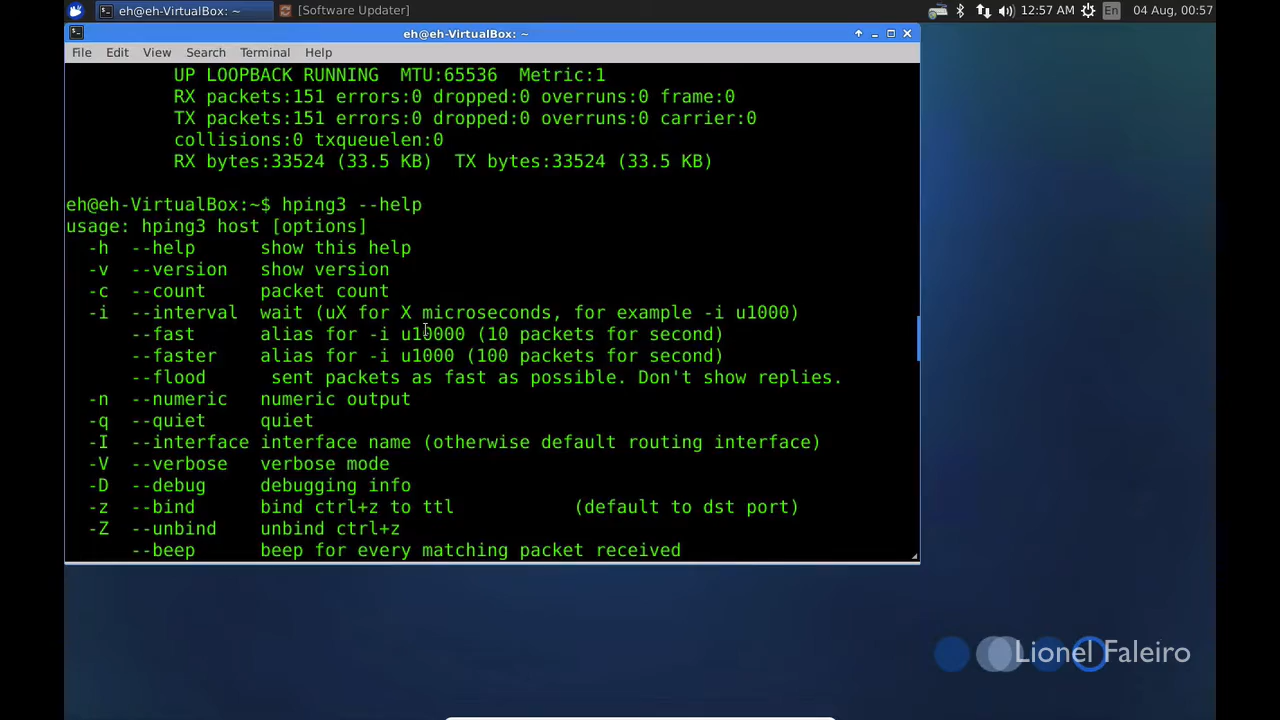 eh@eh-VirtualBox: ~
[Software Updater]
12:57 AM
En
04 Aug, 00:57
eh@eh-VirtualBox: ~
File Edit View Search Terminal Help
UP LOOPBACK RUNNING  MTU:65536  Metric:1
RX packets:151 errors:0 dropped:0 overruns:0 frame:0
TX packets:151 errors:0 dropped:0 overruns:0 carrier:0
collisions:0 txqueuelen:0
RX bytes:33524 (33.5 KB)  TX bytes:33524 (33.5 KB)
eh@eh-VirtualBox:~$ hping3 --help
usage: hping3 host [options]
-h  --help      show this help
-v  --version   show version
-c  --count     packet count
-i  --interval  wait (uX for X microseconds, for example -i u1000)
--fast      alias for -i u10000 (10 packets for second)
--faster    alias for -i u1000 (100 packets for second)
--flood      sent packets as fast as possible. Don't show replies.
-n  --numeric   numeric output
-q  --quiet     quiet
-I  --interface interface name (otherwise default routing interface)
-V  --verbose   verbose mode
-D  --debug     debugging info
-z  --bind      bind ctrl+z to ttl           (default to dst port)
-Z  --unbind    unbind ctrl+z
--beep      beep for every matching packet received
Lionel Faleiro